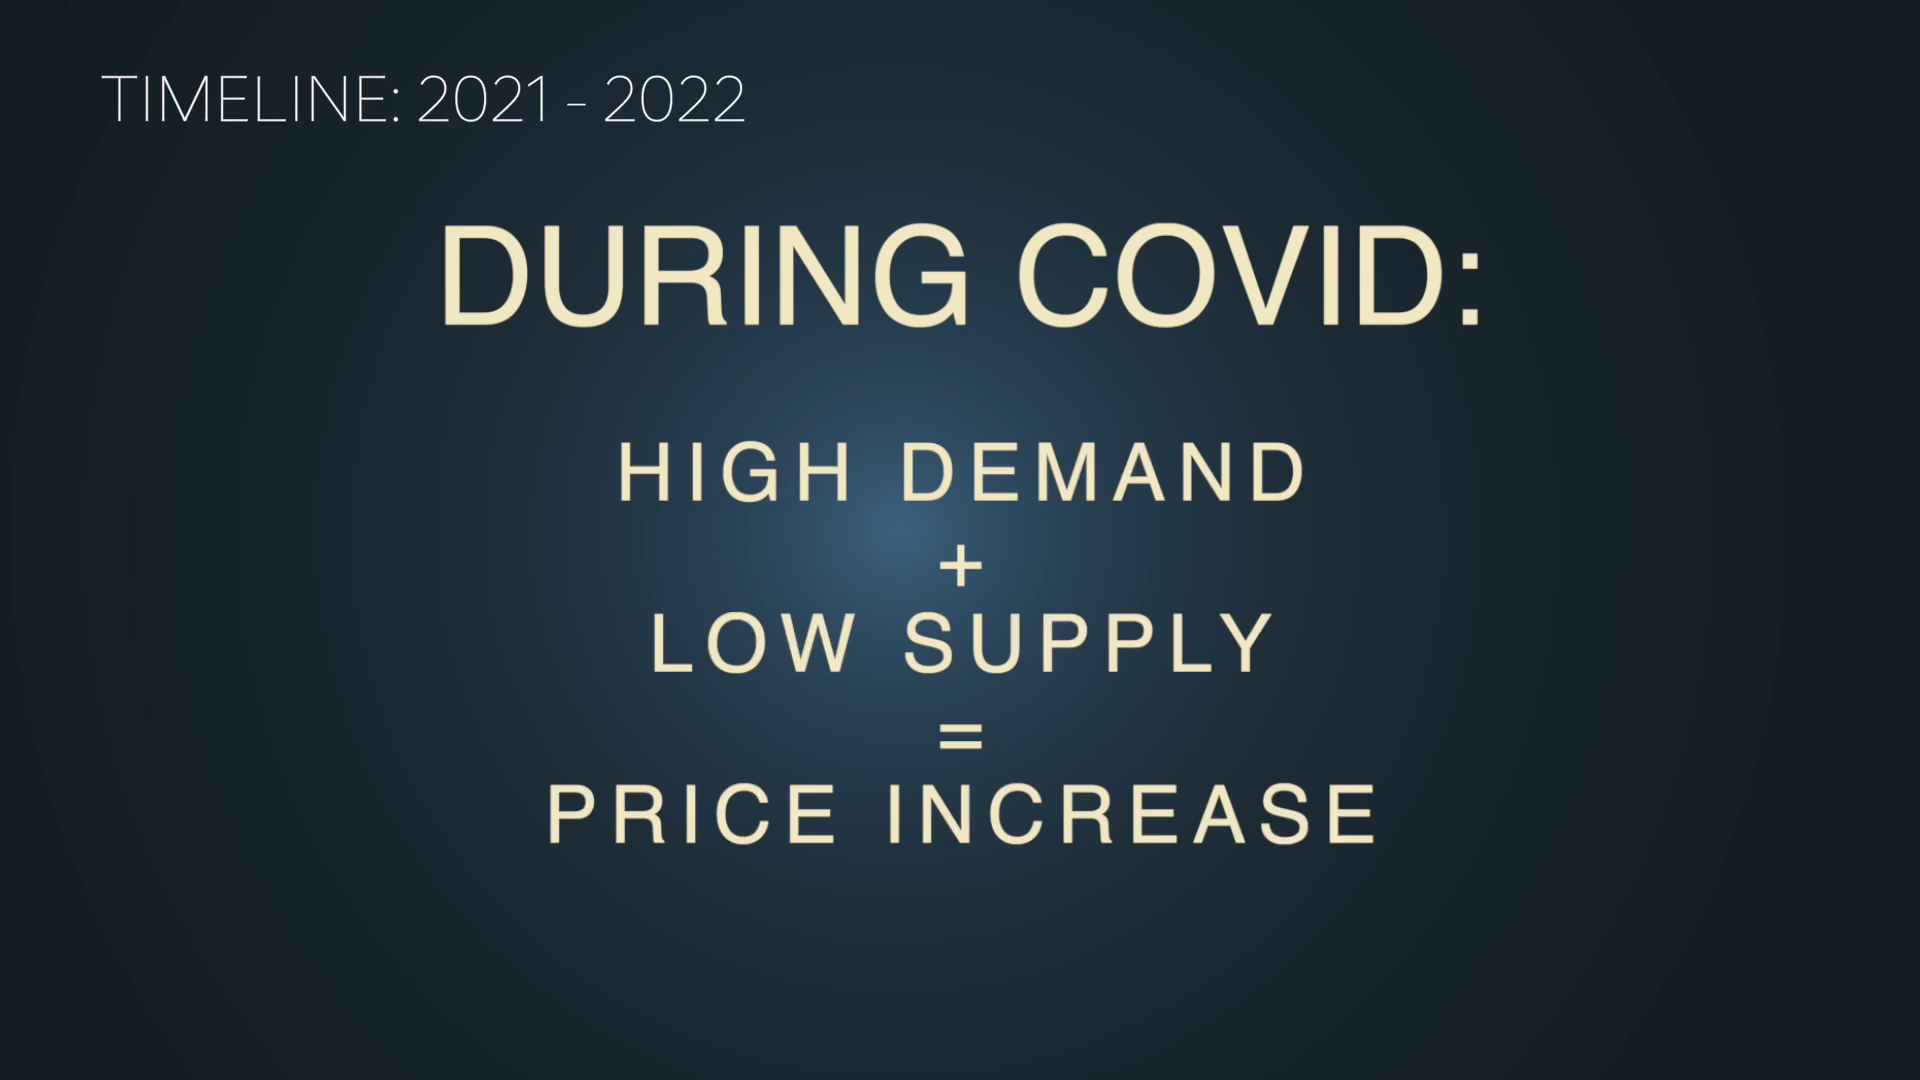 TIMELINE: 2021 - 2022
DURING COVID:
HIGH DEMAND
+
LOW SUPPLY
=
PRICE INCREASE